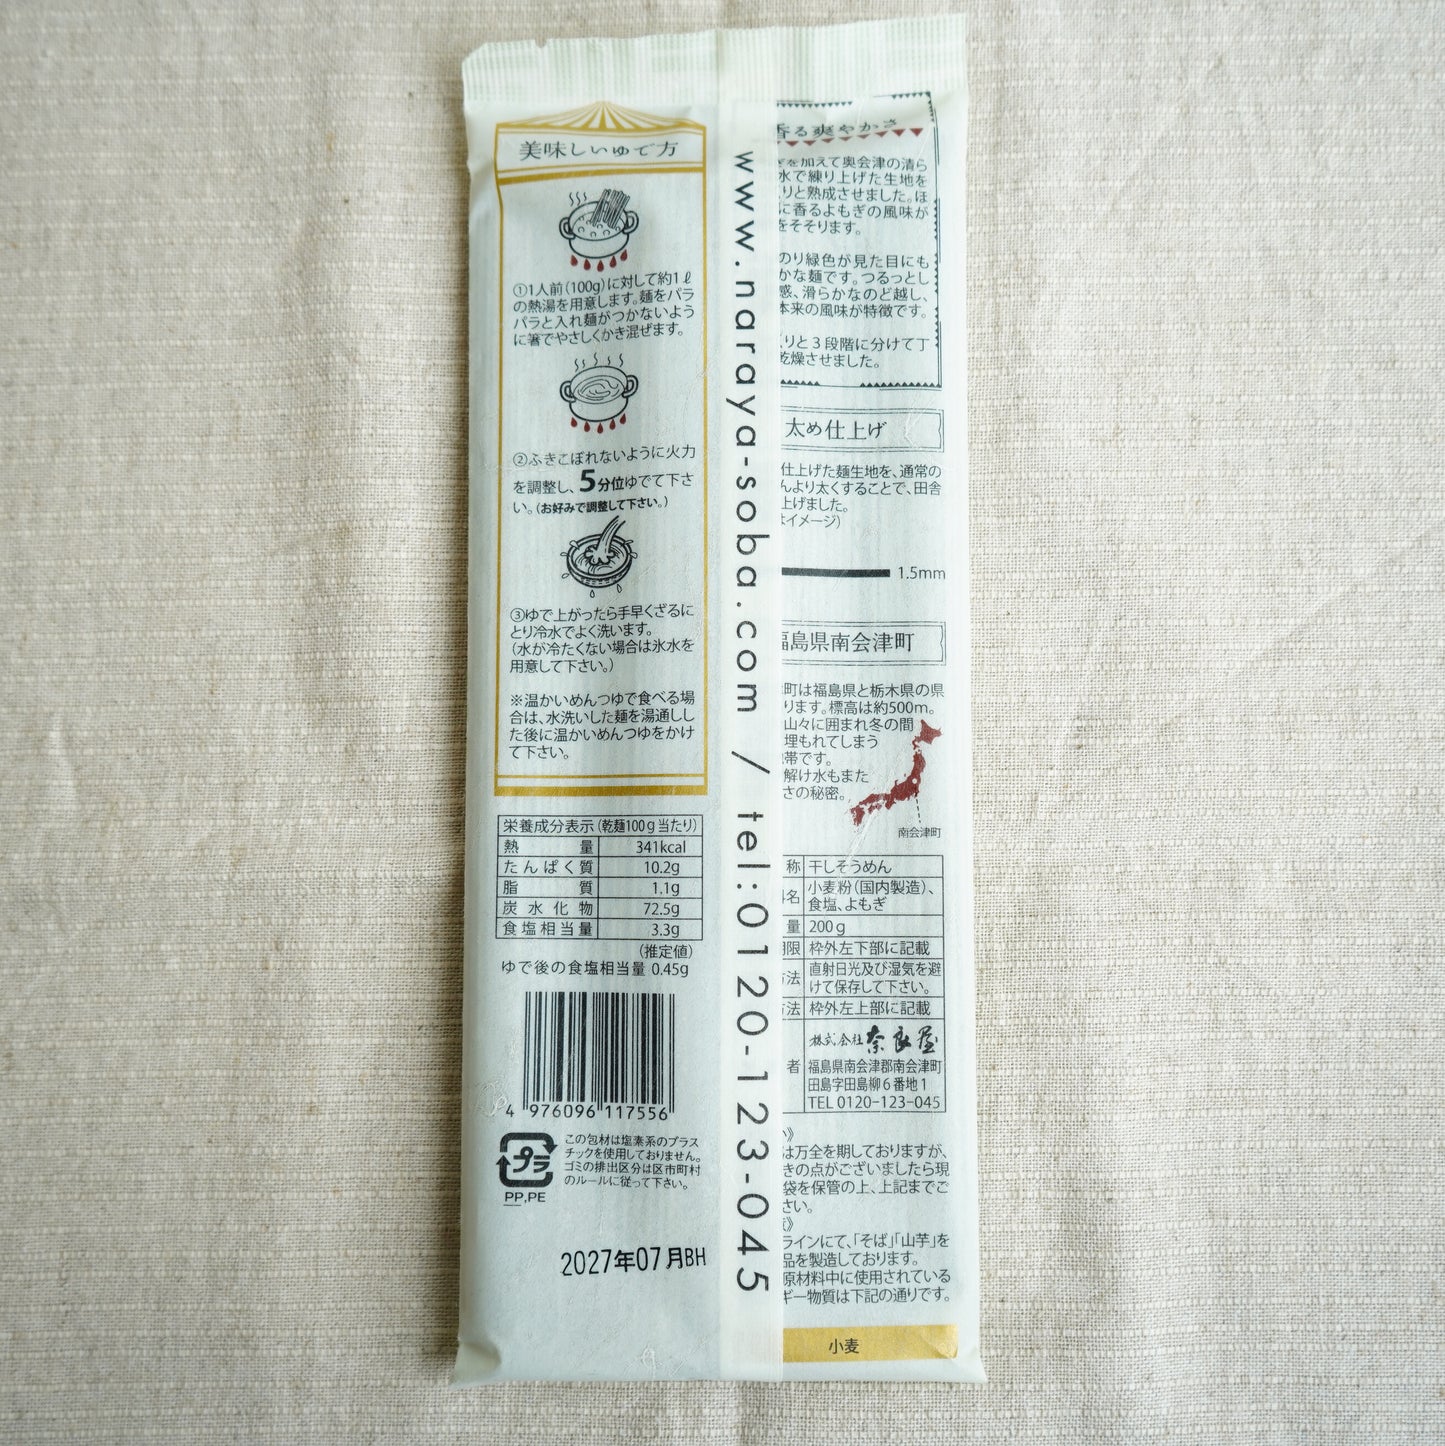 美味しいゆで方
①1人前(100g)に対して約1ℓ
の熱湯を用意します。麺をパラ
パラと入れ麺がつかないよう
に箸でやさしくかき混ぜます。
②ふきこぼれないように火力
を調整し、5分位ゆでて下さ
い。(お好みで調整して下さい。)
③ゆで上がったら手早くざるに
とり冷水でよく洗います。
(水が冷たくない場合は氷水を
用意して下さい。)
※温かいめんつゆで食べる場
合は、水洗いした麺を湯通しし
た後に温かいめんつゆをかけ
て下さい。
栄養成分表示(乾麺100g当たり)
熱量 341kcal
たんぱく質 10.2g
脂質 1.1g
炭水化物 72.5g
食塩相当量 3.3g
(推定値)
ゆで後の食塩相当量 0.45g
4 976096 117556
プラ
PP,PE
この包材は塩素系のプラス
チックを使用しておりません。
ゴミの排出区分は区市町村
のルールに従って下さい。
2027年07月BH
www.naraya-soba.com / tel:0120-123-045
香る爽やかさ
を加えて奥会津の清ら
水で練り上げた生地を
りと熟成させました。ほ
に香るよもぎの風味が
をそそります。
のり緑色が見た目にも
かな麺です。つるっとし
感、滑らかなのど越し、
本来の風味が特徴です。
りと3段階に分けて丁
乾燥させました。
太め仕上げ
仕上げた麺生地を、通常の
んより太くすることで、田舎
上げました。
イメージ)
1.5mm
福島県南会津町
町は福島県と栃木県の県
ります。標高は約500m。
山々に囲まれ冬の間
埋もれてしまう
帯です。
解け水もまた
さの秘密。
南会津町
称 干しそうめん
名 小麦粉(国内製造)、
食塩、よもぎ
量 200g
期限 枠外左下部に記載
方法 直射日光及び湿気を避
けて保存して下さい。
方法 枠外左上部に記載
者 株式会社 奈良屋
福島県南会津郡南会津町
田島字田島柳6番地1
TEL 0120-123-045
》
は万全を期しておりますが、
きの点がございましたら現
袋を保管の上、上記までご
さい。
》
ラインにて、「そば」「山芋」を
品を製造しております。
原材料中に使用されている
ギー物質は下記の通りです。
小麦